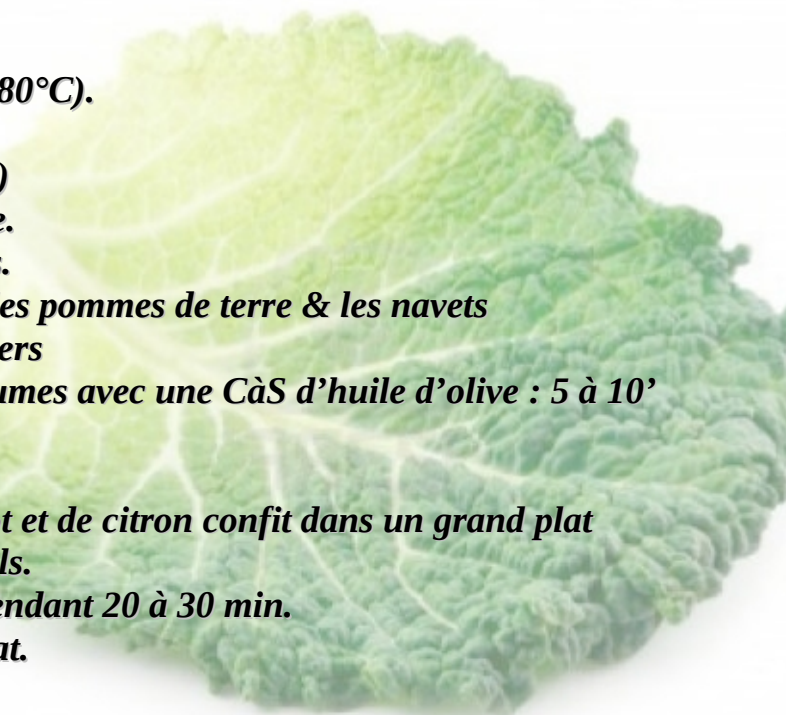 80°C).
)
e.
s.
es pommes de terre & les navets
ers
umes avec une CàS d’huile d’olive : 5 à 10’
t et de citron confit dans un grand plat
ls.
endant 20 à 30 min.
at.